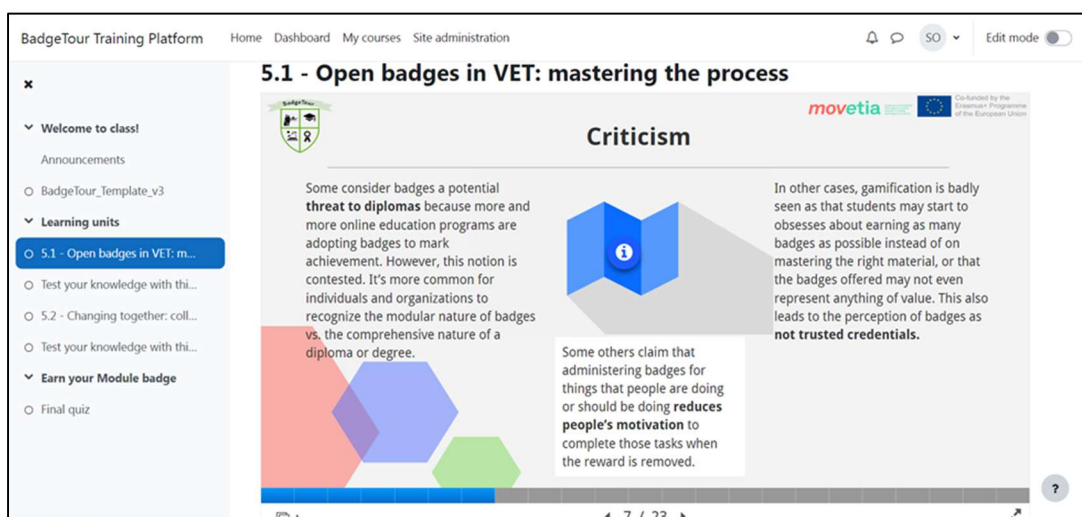 BadgeTour Training Platform
Home Dashboard My courses Site administration
SO
Edit mode
Welcome to class!
Announcements
BadgeTour_Template_v3
Learning units
5.1 - Open badges in VET: m...
Test your knowledge with thi...
5.2 - Changing together: coll...
Test your knowledge with thi...
Earn your Module badge
Final quiz
5.1 - Open badges in VET: mastering the process
BadgeTour
movetia
Co-funded by the
Erasmus+ Programme
of the European Union
Criticism
Some consider badges a potential
threat to diplomas because more and
more online education programs are
adopting badges to mark
achievement. However, this notion is
contested. It's more common for
individuals and organizations to
recognize the modular nature of badges
vs. the comprehensive nature of a
diploma or degree.
Some others claim that
administering badges for
things that people are doing
or should be doing reduces
people's motivation to
complete those tasks when
the reward is removed.
In other cases, gamification is badly
seen as that students may start to
obsesses about earning as many
badges as possible instead of on
mastering the right material, or that
the badges offered may not even
represent anything of value. This also
leads to the perception of badges as
not trusted credentials.
7 / 23
?